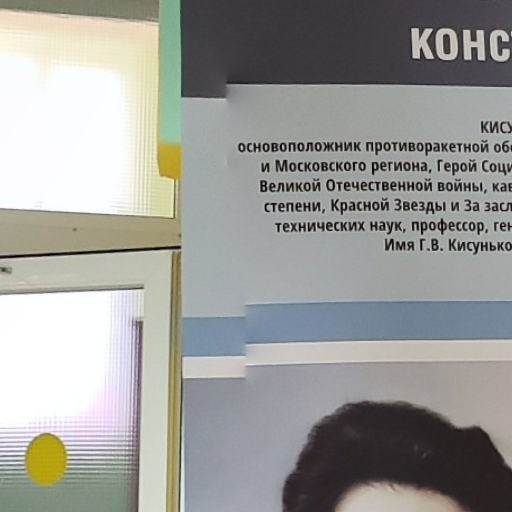 КОНС
КИСУ
основоположник противоракетной обо
и Московского региона, Герой Соци
Великой Отечественной войны, кав
степени, Красной Звезды и За засл
технических наук, профессор, ген
Имя Г.В. Кисунько